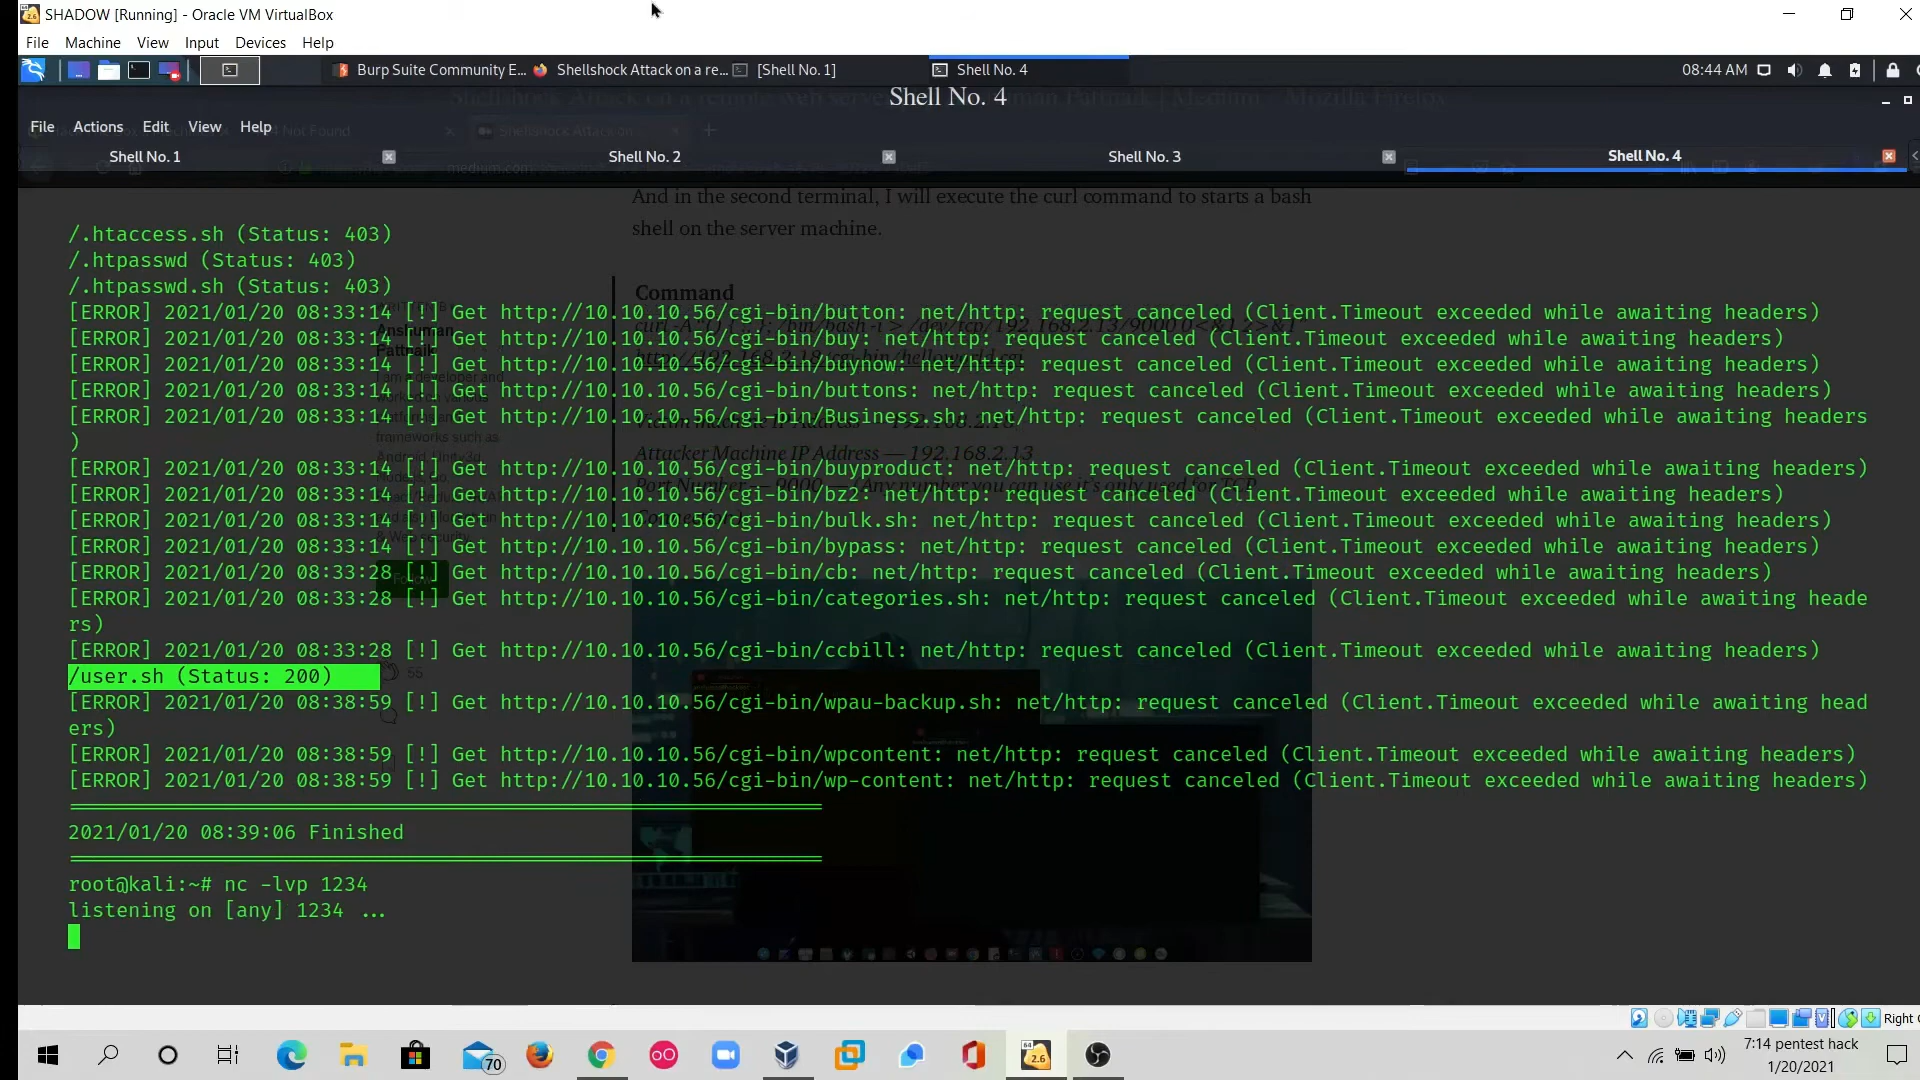 SHADOW [Running] - Oracle VM VirtualBox
File Machine View Input Devices Help
Burp Suite Community E... Shellshock Attack on a re... [Shell No. 1] Shell No. 4 08:44 AM
Shell No. 4
File Actions Edit View Help
Shell No. 1 Shell No. 2 Shell No. 3 Shell No. 4
And in the second terminal, I will execute the curl command to starts a bash
shell on the server machine.
/.htaccess.sh (Status: 403)
/.htpasswd (Status: 403)
/.htpasswd.sh (Status: 403)
Command
[ERROR] 2021/01/20 08:33:14 [!] Get http://10.10.10.56/cgi-bin/button: net/http: request canceled (Client.Timeout exceeded while awaiting headers)
[ERROR] 2021/01/20 08:33:14 [!] Get http://10.10.10.56/cgi-bin/buy: net/http: request canceled (Client.Timeout exceeded while awaiting headers)
[ERROR] 2021/01/20 08:33:14 [!] Get http://10.10.10.56/cgi-bin/buynow: net/http: request canceled (Client.Timeout exceeded while awaiting headers)
[ERROR] 2021/01/20 08:33:14 [!] Get http://10.10.10.56/cgi-bin/buttons: net/http: request canceled (Client.Timeout exceeded while awaiting headers)
[ERROR] 2021/01/20 08:33:14 [!] Get http://10.10.10.56/cgi-bin/Business.sh: net/http: request canceled (Client.Timeout exceeded while awaiting headers
)
Attacker Machine IP Address — 192.168.2.13
[ERROR] 2021/01/20 08:33:14 [!] Get http://10.10.10.56/cgi-bin/buyproduct: net/http: request canceled (Client.Timeout exceeded while awaiting headers)
[ERROR] 2021/01/20 08:33:14 [!] Get http://10.10.10.56/cgi-bin/bz2: net/http: request canceled (Client.Timeout exceeded while awaiting headers)
[ERROR] 2021/01/20 08:33:14 [!] Get http://10.10.10.56/cgi-bin/bulk.sh: net/http: request canceled (Client.Timeout exceeded while awaiting headers)
[ERROR] 2021/01/20 08:33:14 [!] Get http://10.10.10.56/cgi-bin/bypass: net/http: request canceled (Client.Timeout exceeded while awaiting headers)
[ERROR] 2021/01/20 08:33:28 [!] Get http://10.10.10.56/cgi-bin/cb: net/http: request canceled (Client.Timeout exceeded while awaiting headers)
[ERROR] 2021/01/20 08:33:28 [!] Get http://10.10.10.56/cgi-bin/categories.sh: net/http: request canceled (Client.Timeout exceeded while awaiting heade
rs)
[ERROR] 2021/01/20 08:33:28 [!] Get http://10.10.10.56/cgi-bin/ccbill: net/http: request canceled (Client.Timeout exceeded while awaiting headers)
/user.sh (Status: 200) 55
[ERROR] 2021/01/20 08:38:59 [!] Get http://10.10.10.56/cgi-bin/wpau-backup.sh: net/http: request canceled (Client.Timeout exceeded while awaiting head
ers)
[ERROR] 2021/01/20 08:38:59 [!] Get http://10.10.10.56/cgi-bin/wpcontent: net/http: request canceled (Client.Timeout exceeded while awaiting headers)
[ERROR] 2021/01/20 08:38:59 [!] Get http://10.10.10.56/cgi-bin/wp-content: net/http: request canceled (Client.Timeout exceeded while awaiting headers)
2021/01/20 08:39:06 Finished
root@kali:~# nc -lvp 1234
listening on [any] 1234 ...
Right
70
7:14 pentest hack
1/20/2021